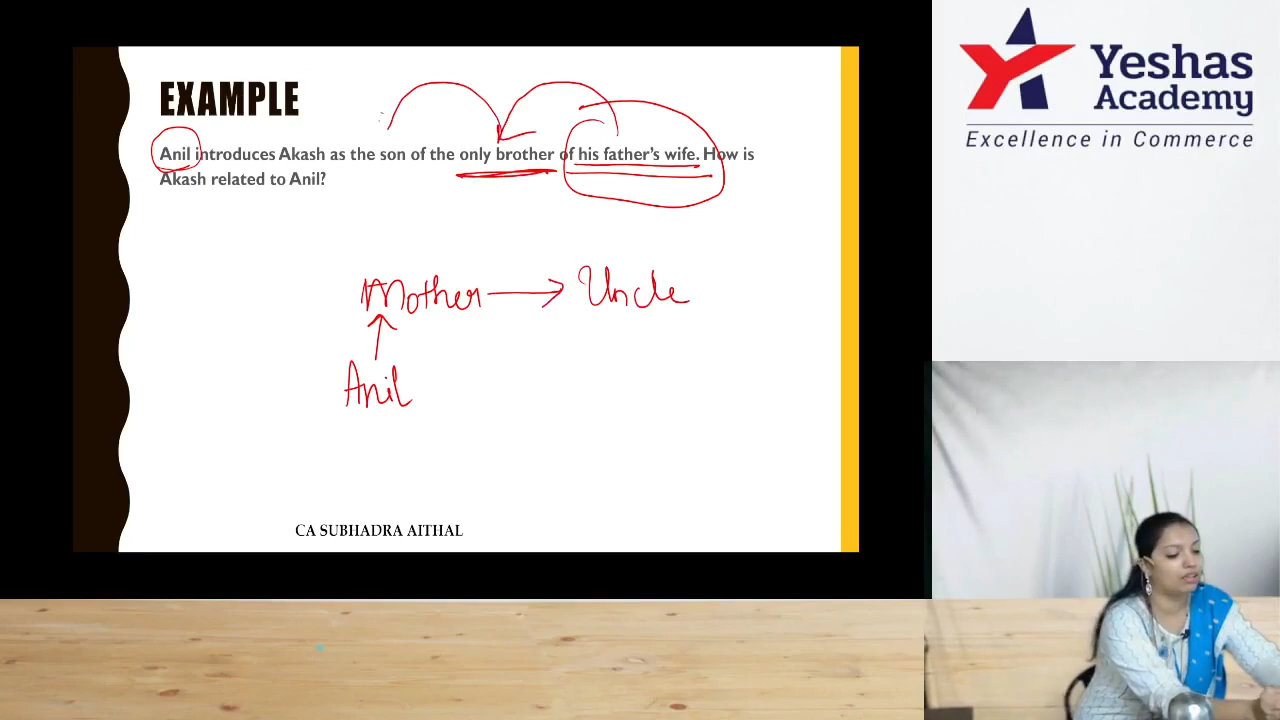 EXAMPLE
Anil introduces Akash as the son of the only brother of his father's wife. How is
Akash related to Anil?
Mother → Uncle
Anil
CA SUBHADRA AITHAL
Yeshas
Academy
Excellence in Commerce